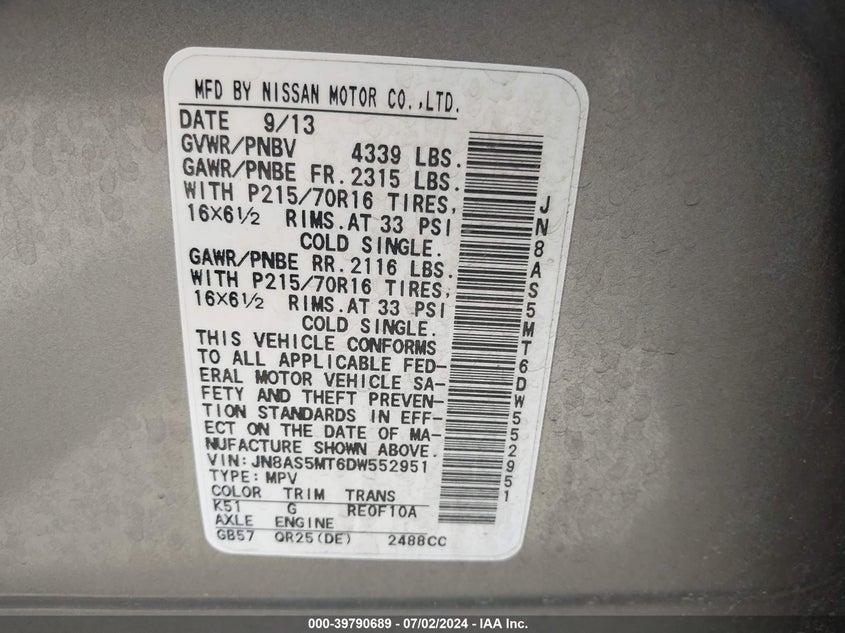 MFD BY NISSAN MOTOR CO.,LTD.
DATE 9/13
GVWR/PNBV 4339 LBS.
GAWR/PNBE FR.2315 LBS.
WITH P215/70R16 TIRES,
16X6½ RIMS.AT 33 PSI
COLD SINGLE.
GAWR/PNBE RR.2116 LBS.
WITH P215/70R16 TIRES,
16X6½ RIMS.AT 33 PSI
COLD SINGLE.
THIS VEHICLE CONFORMS
TO ALL APPLICABLE FED-
ERAL MOTOR VEHICLE SA-
FETY AND THEFT PREVEN-
TION STANDARDS IN EFF-
ECT ON THE DATE OF MA-
NUFACTURE SHOWN ABOVE.
VIN:JN8AS5MT6DW552951
TYPE:MPV
COLOR TRIM TRANS
K51 G RE0F10A
AXLE ENGINE
GB57 QR25(DE) 2488CC
JN8AS5MT6DW552951
000-39790689 - 07/02/2024 - IAA Inc.